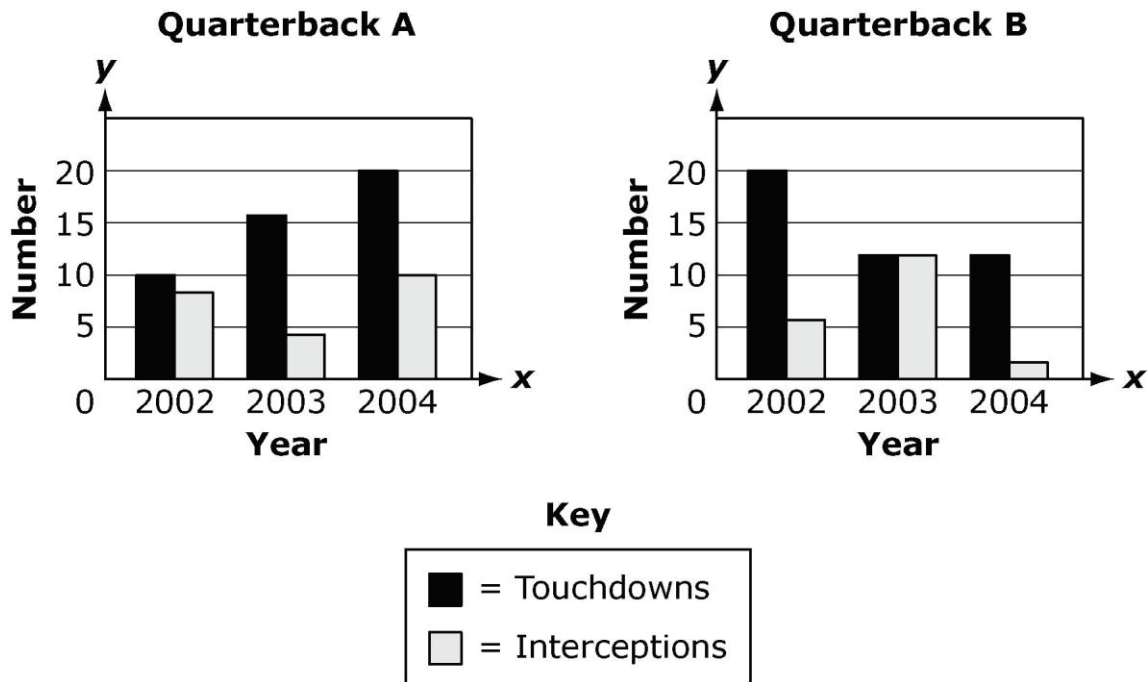 Quarterback A
y
20
15
10
5
0
Number
2002 2003 2004
x
Year
Quarterback B
y
20
15
10
5
0
Number
2002 2003 2004
x
Year
Key
= Touchdowns
= Interceptions